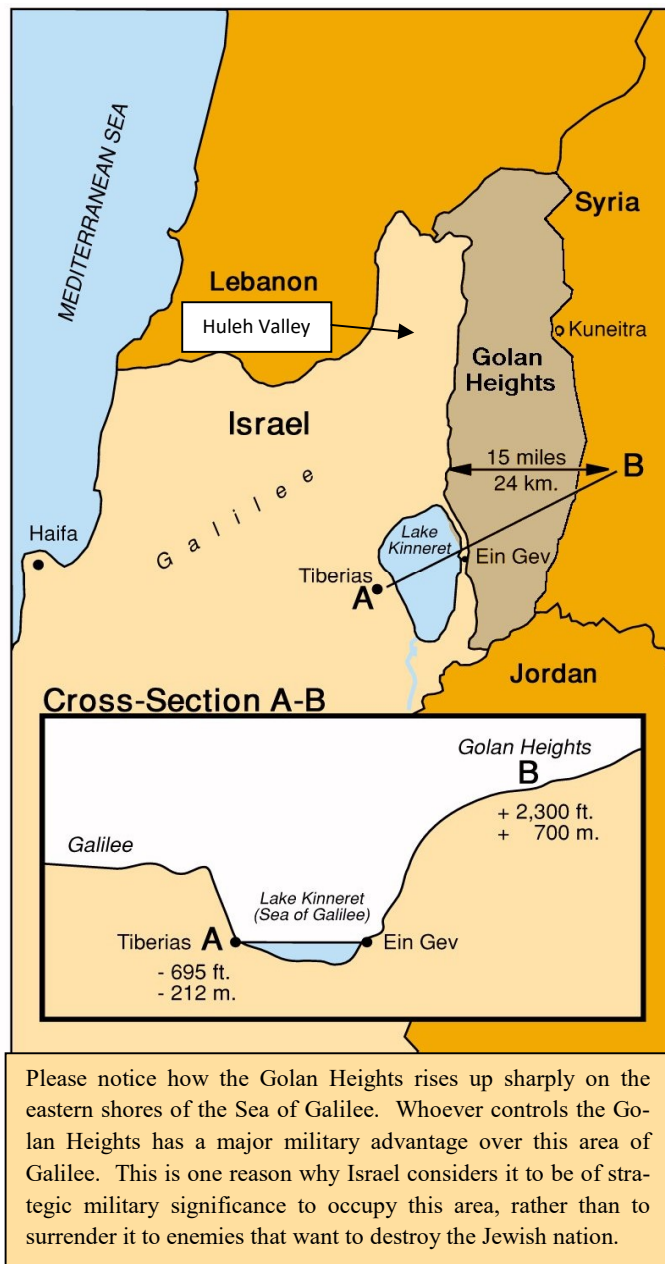 MEDITERRANEAN SEA
Syria
Lebanon
Huleh Valley
Kuneitra
Golan
Heights
Israel
15 miles
24 km.
B
Galilee
Haifa
Lake
Kinneret
Ein Gev
Tiberias
A
Jordan
Cross-Section A-B
Golan Heights
B
+ 2,300 ft.
+ 700 m.
Galilee
Lake Kinneret
(Sea of Galilee)
Tiberias A
Ein Gev
- 695 ft.
- 212 m.
Please notice how the Golan Heights rises up sharply on the
eastern shores of the Sea of Galilee. Whoever controls the Go-
lan Heights has a major military advantage over this area of
Galilee. This is one reason why Israel considers it to be of stra-
tegic military significance to occupy this area, rather than to
surrender it to enemies that want to destroy the Jewish nation.